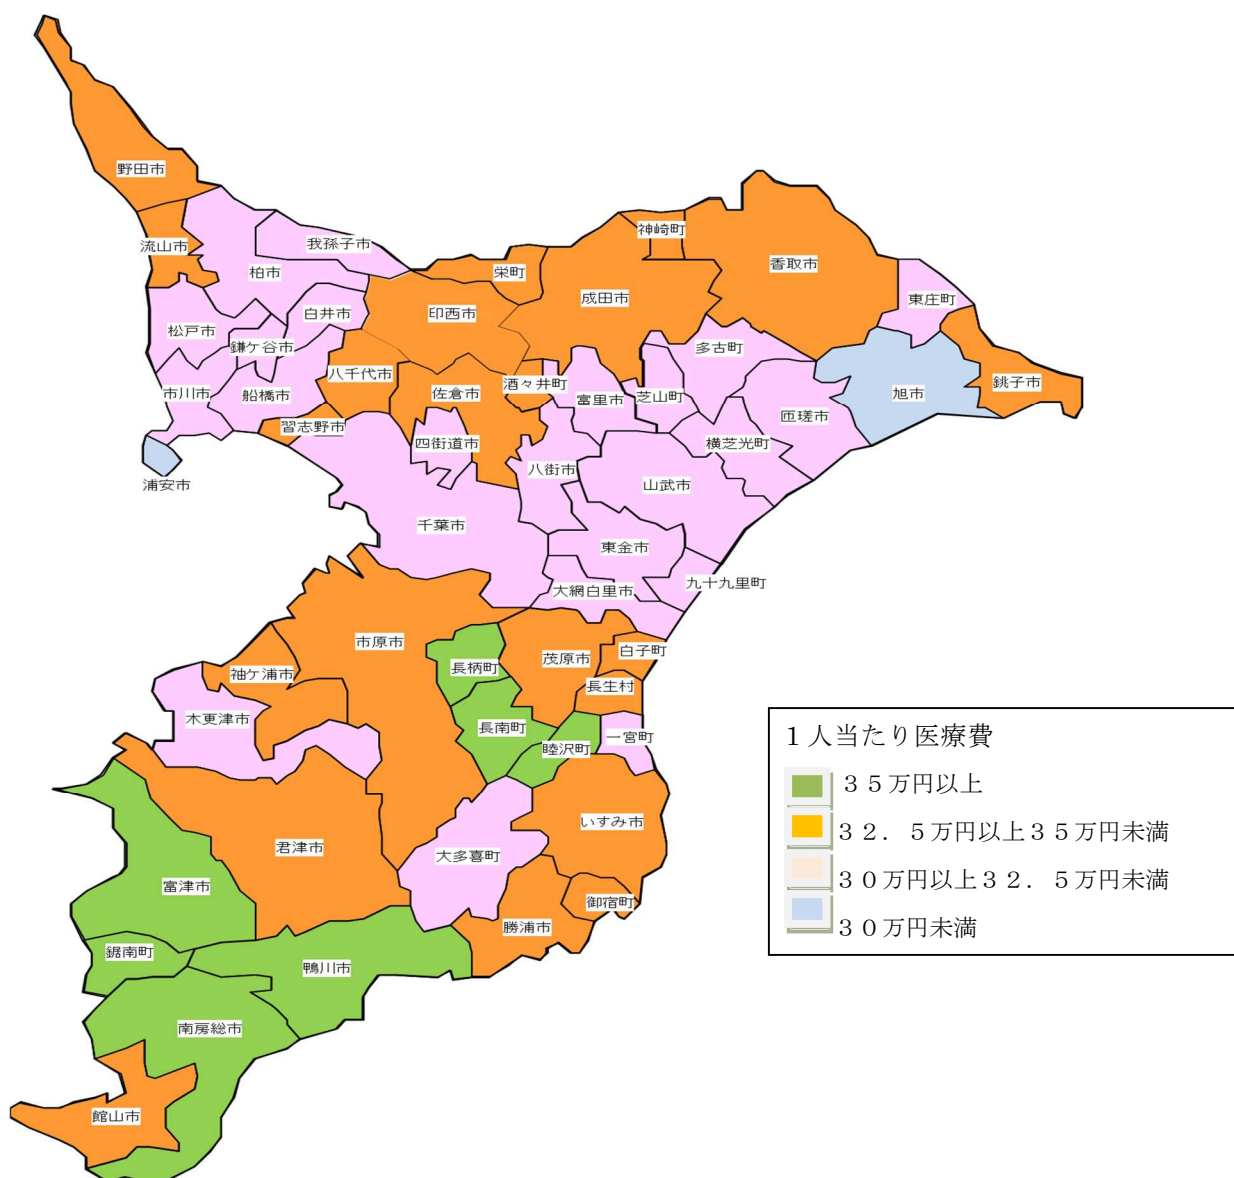 野田市
流山市
我孫子市
柏市
神崎町
香取市
栄町
成田市
東庄町
白井市
印西市
松戸市
鎌ケ谷市
多古町
八千代市
酒々井町
佐倉市
富里市
芝山町
旭市
銚子市
市川市
船橋市
匝瑳市
習志野市
四街道市
横芝光町
浦安市
八街市
山武市
千葉市
東金市
九十九里町
大網白里市
市原市
長柄町
茂原市
白子町
袖ケ浦市
長生村
木更津市
長南町
睦沢町
一宮町
いすみ市
君津市
大多喜町
富津市
御宿町
勝浦市
鋸南町
鴨川市
南房総市
館山市
１人当たり医療費
３５万円以上
３２．５万円以上３５万円未満
３０万円以上３２．５万円未満
３０万円未満